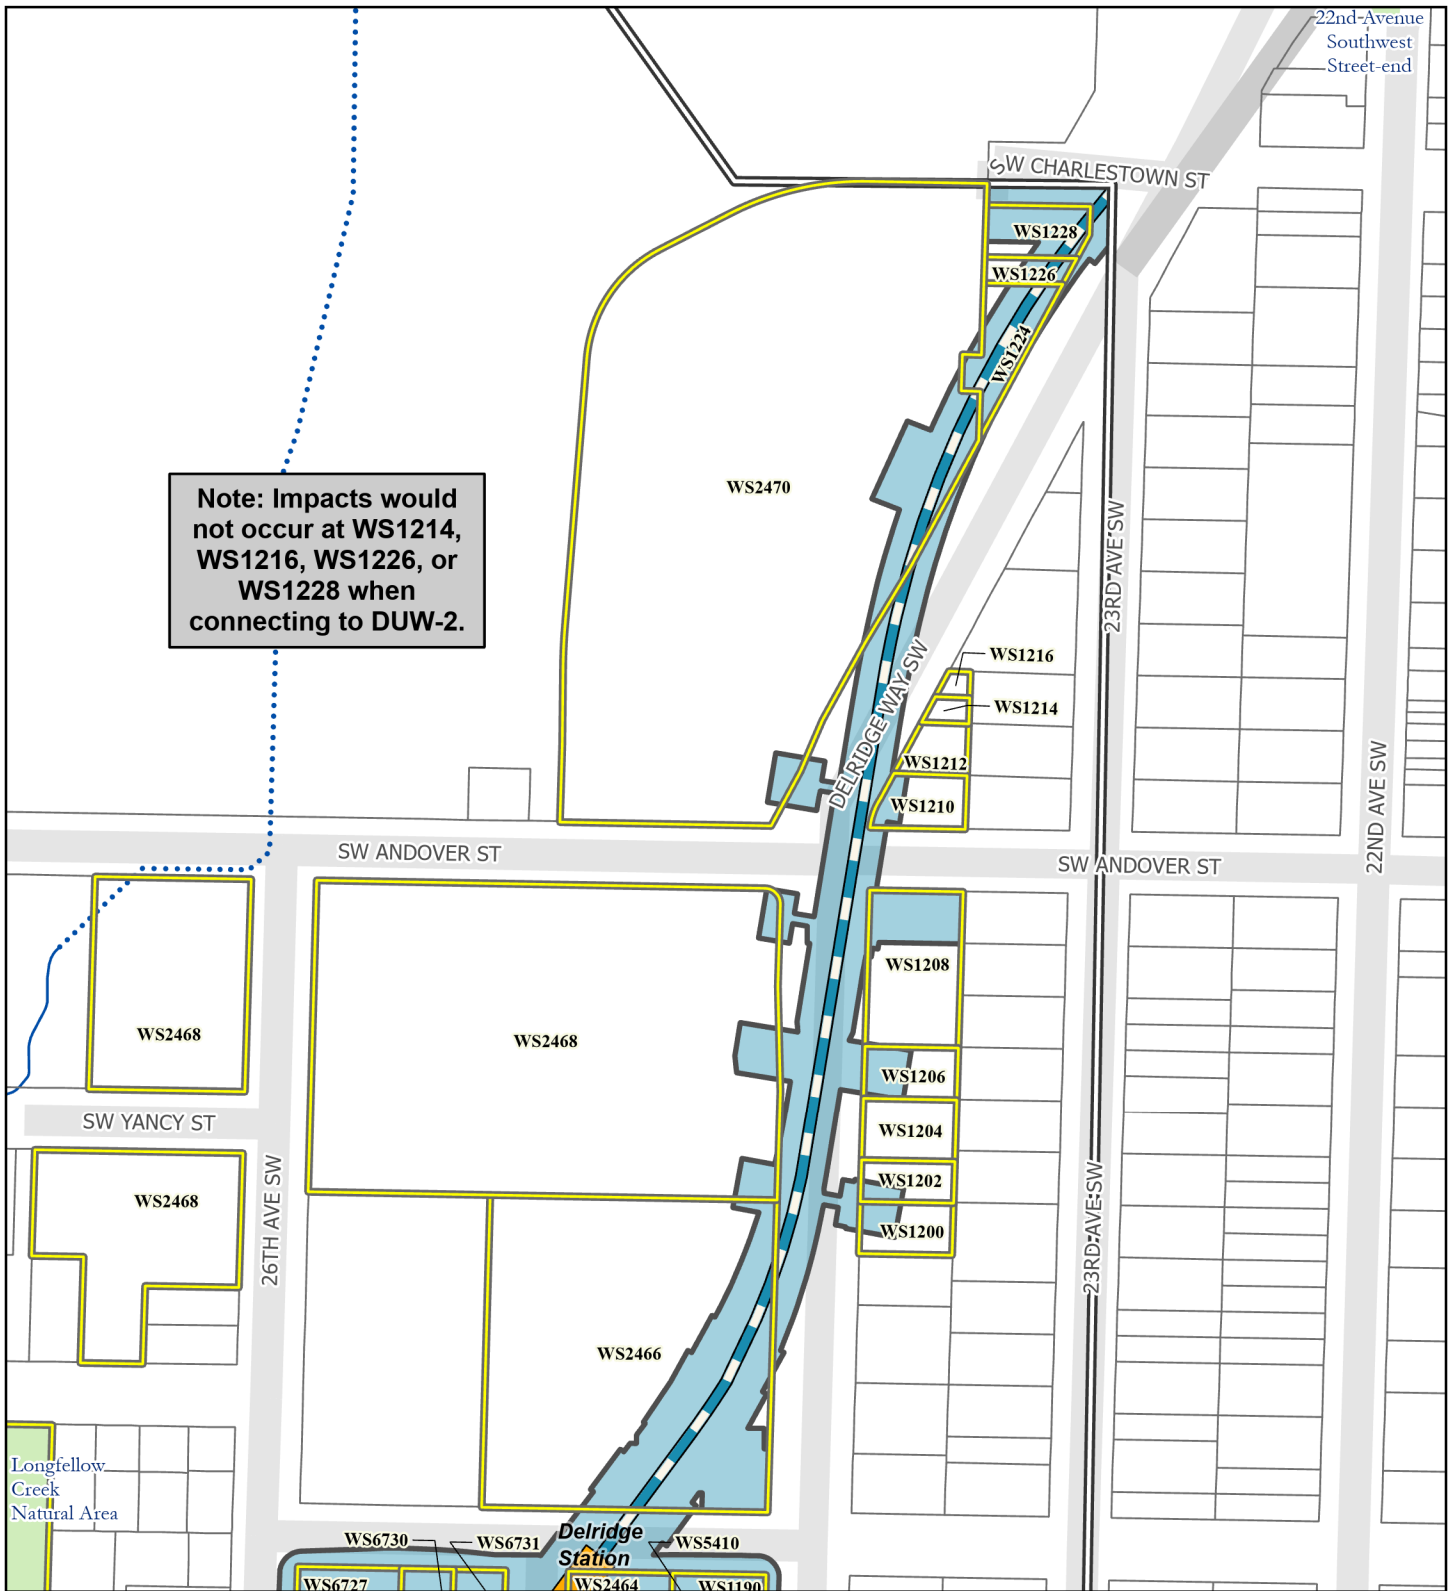 22nd Avenue
Southwest
Street-end
SW CHARLESTOWN ST
WS1228
WS1226
WS1224
WS2470
Note: Impacts would
not occur at WS1214,
WS1216, WS1226, or
WS1228 when
connecting to DUW-2.
23RD AVE SW
WS1216
WS1214
DELRIDGE WAY SW
WS1212
WS1210
22ND AVE SW
SW ANDOVER ST
SW ANDOVER ST
WS1208
WS2468
WS2468
WS1206
SW YANCY ST
WS1204
WS1202
WS2468
26TH AVE SW
23RD AVE SW
WS1200
WS2466
Longfellow
Creek
Natural Area
Delridge
Station
WS6730
WS6731
WS5410
WS6727
WS2464
WS1190